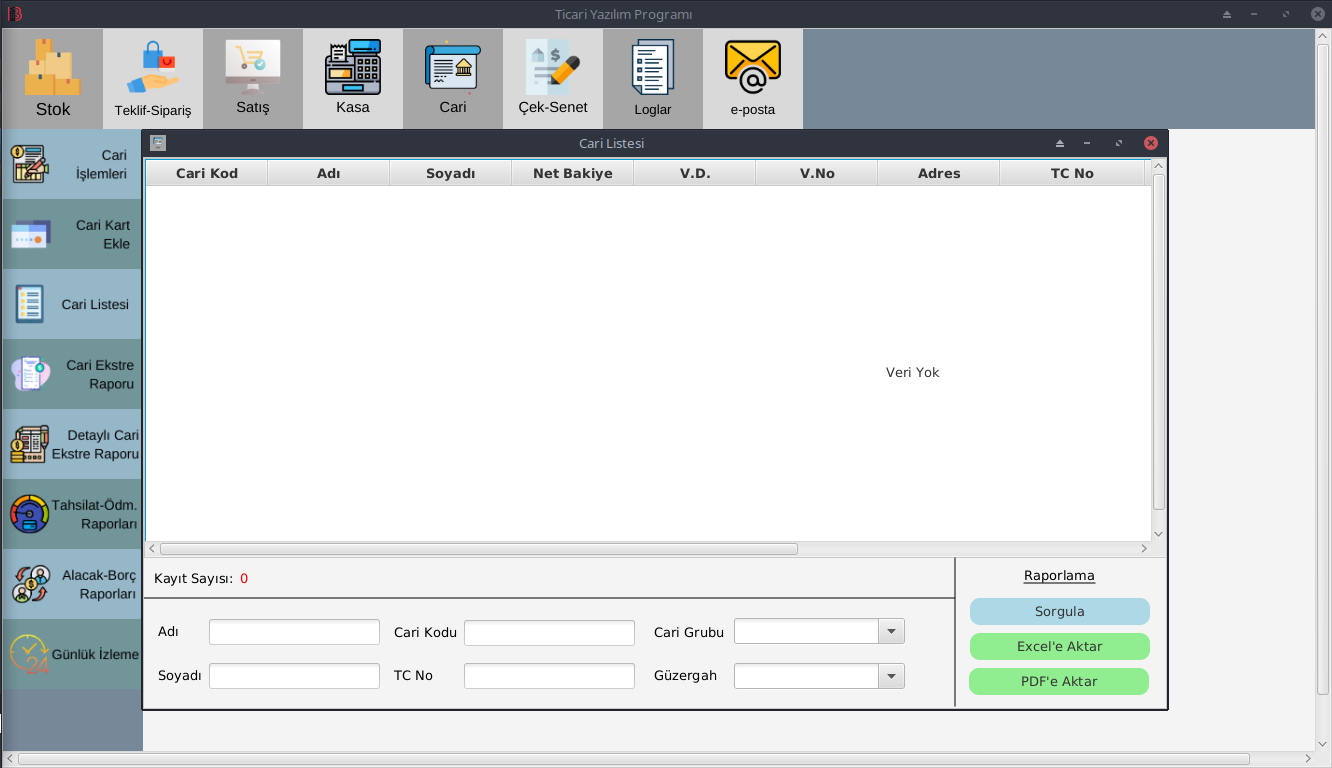 Ticari Yazılım Programı
Stok
Teklif-Sipariş
Satış
Kasa
Cari
Çek-Senet
Loglar
e-posta
Cari
İşlemleri
Cari Kart
Ekle
Cari Listesi
Cari Ekstre
Raporu
Detaylı Cari
Ekstre Raporu
Tahsilat-Ödm.
Raporları
Alacak-Borç
Raporları
24
Günlük İzleme
Cari Listesi
Cari Kod Adı Soyadı Net Bakiye V.D. V.No Adres TC No
Veri Yok
Kayıt Sayısı: 0
Adı Cari Kodu Cari Grubu
Soyadı TC No Güzergah
Raporlama
Sorgula
Excel'e Aktar
PDF'e Aktar